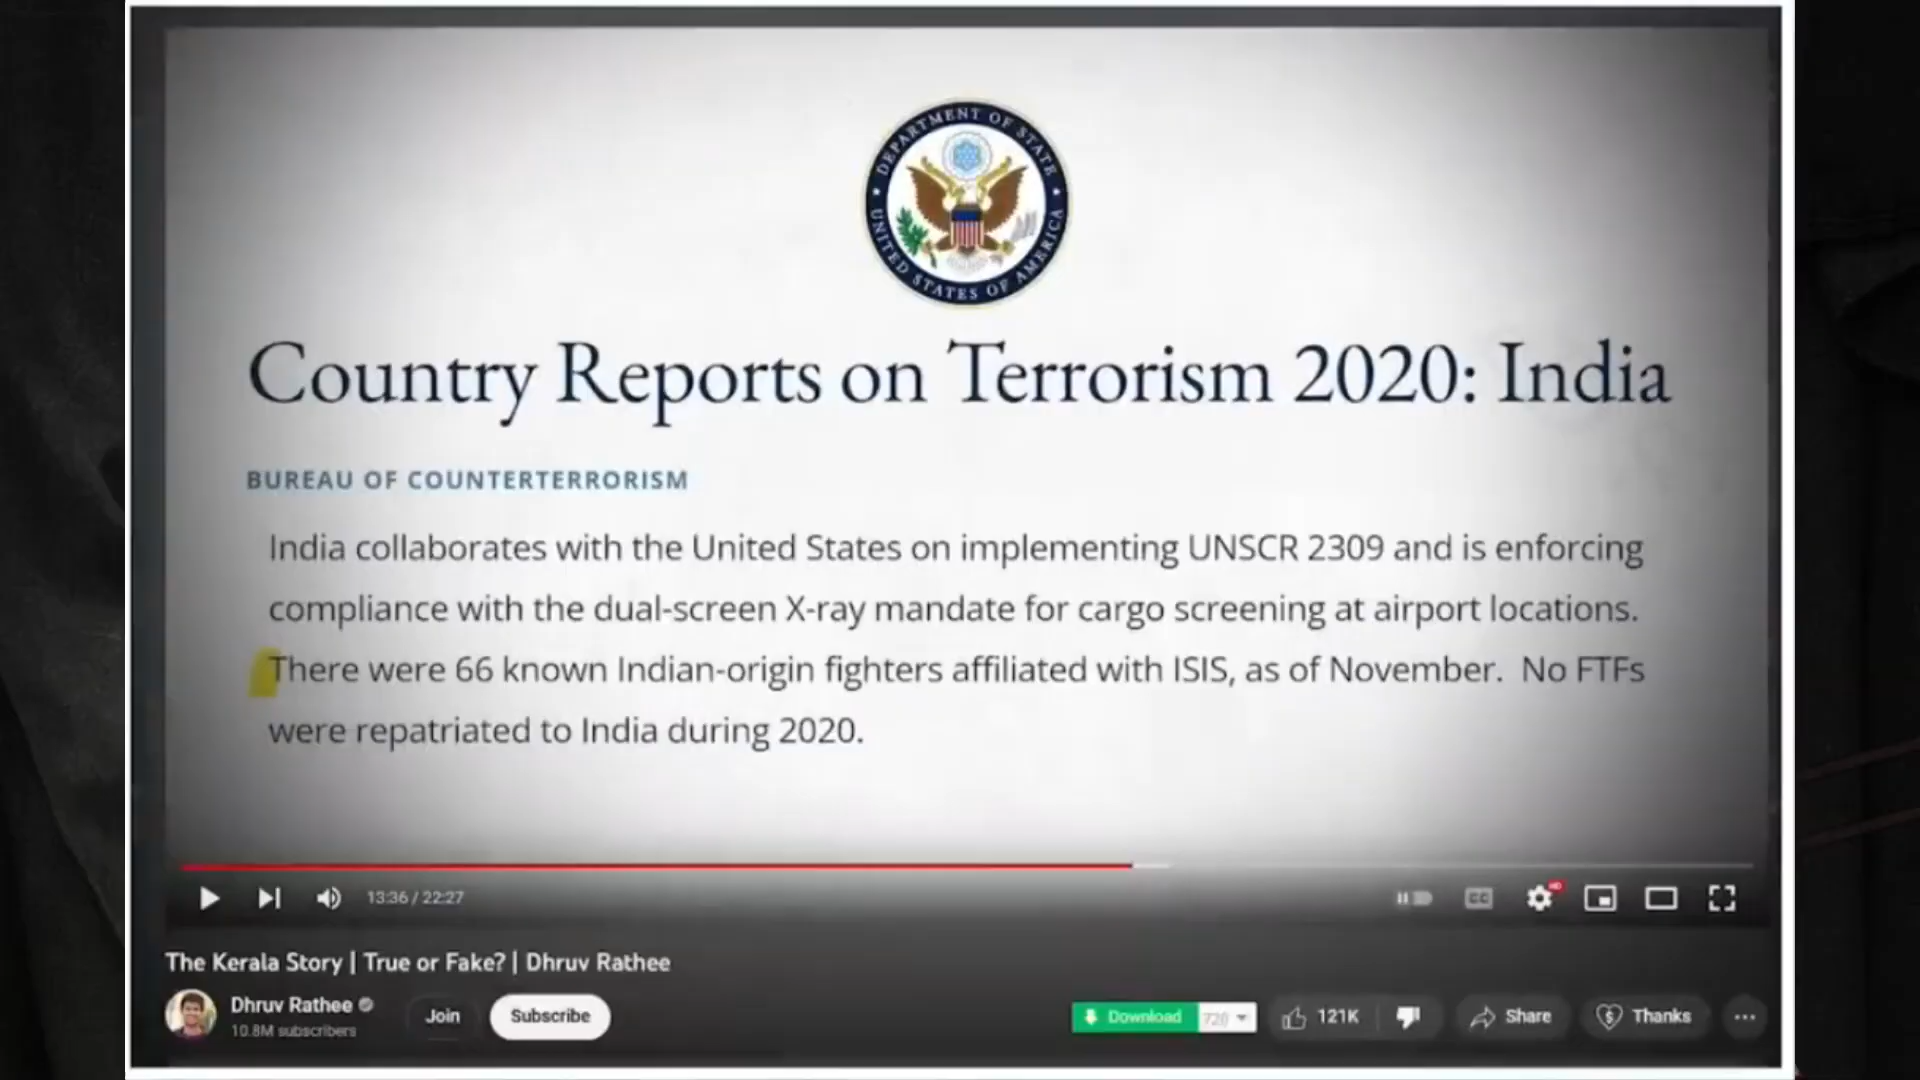 DEPARTMENT OF STATE
UNITED STATES OF AMERICA
Country Reports on Terrorism 2020: India
BUREAU OF COUNTERTERRORISM
India collaborates with the United States on implementing UNSCR 2309 and is enforcing
compliance with the dual-screen X-ray mandate for cargo screening at airport locations.
There were 66 known Indian-origin fighters affiliated with ISIS, as of November. No FTFs
were repatriated to India during 2020.
13:36 / 22:27
CC
HD
The Kerala Story | True or Fake? | Dhruv Rathee
Dhruv Rathee
10.8M subscribers
Join
Subscribe
Download
720
121K
Share
Thanks